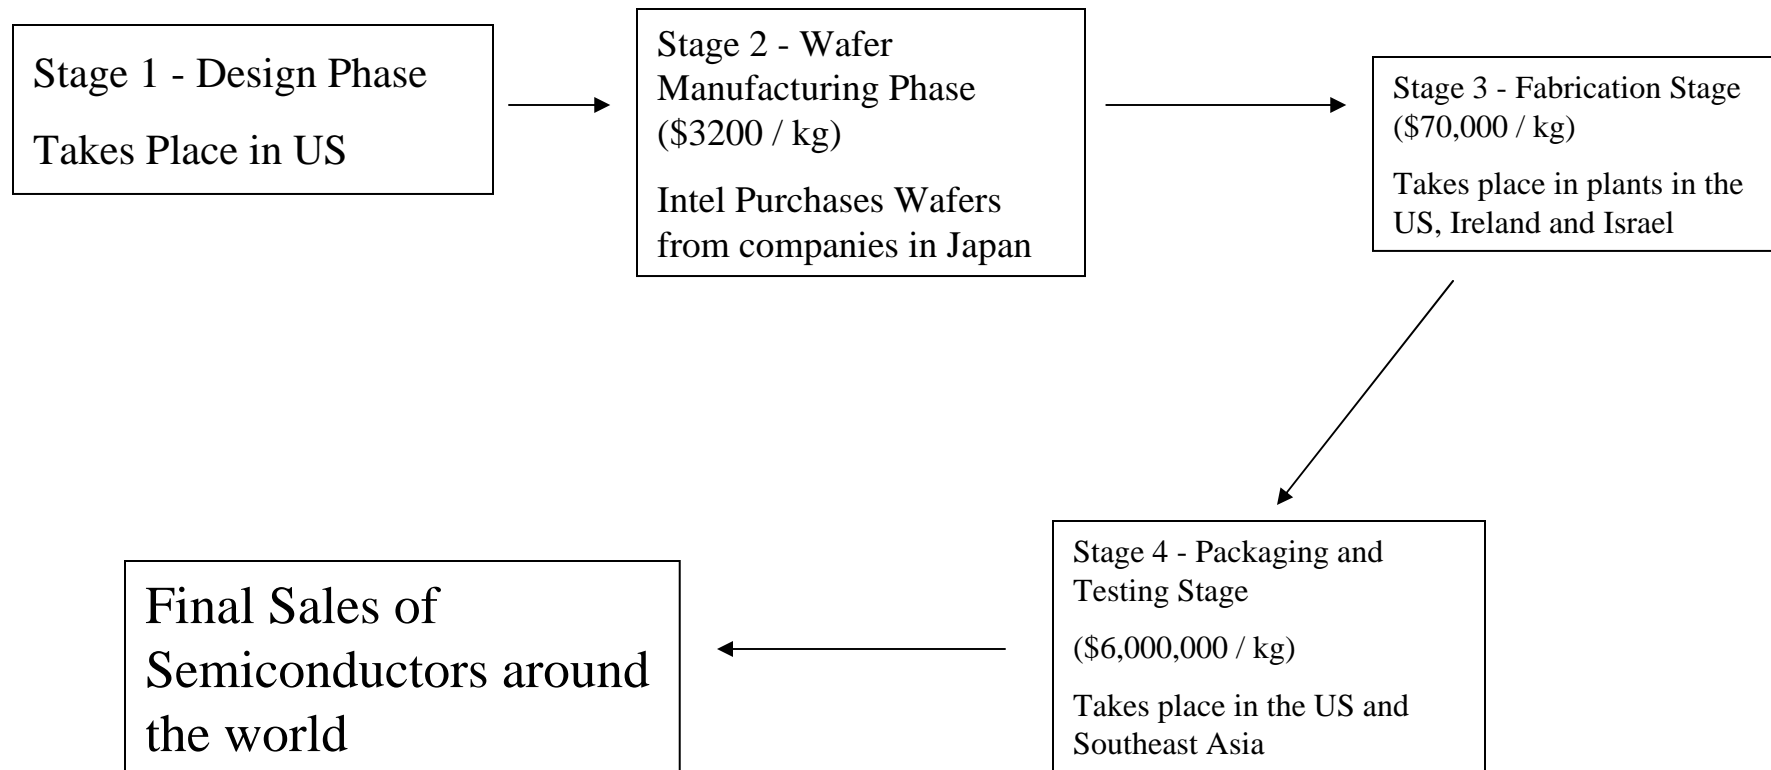 Stage 1 - Design Phase
Takes Place in US
Stage 2 - Wafer
Manufacturing Phase
($3200 / kg)
Intel Purchases Wafers
from companies in Japan
Stage 3 - Fabrication Stage
($70,000 / kg)
Takes place in plants in the
US, Ireland and Israel
Stage 4 - Packaging and
Testing Stage
($6,000,000 / kg)
Takes place in the US and
Southeast Asia
Final Sales of
Semiconductors around
the world